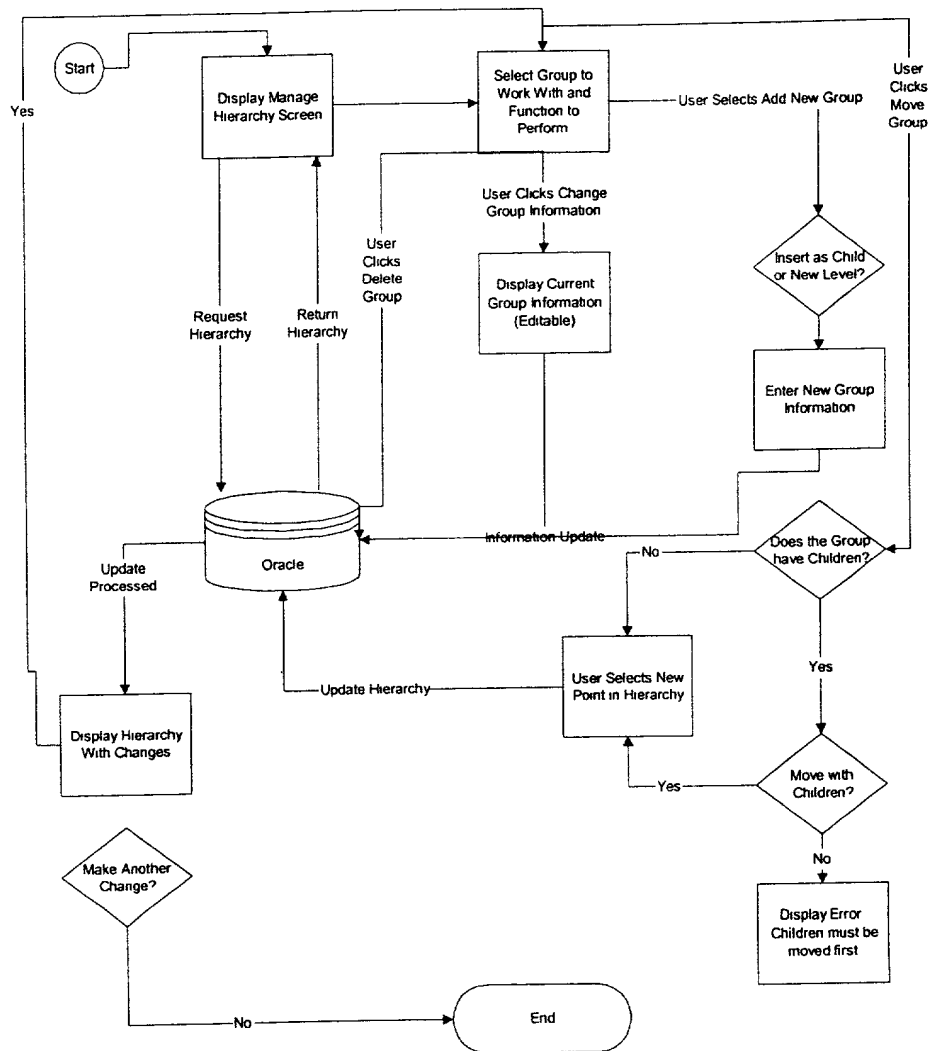 Start
Yes
Display Manage
Hierarchy Screen
Select Group to
Work With and
Function to
Perform
User Selects Add New Group
User
Clicks
Move
Group
User Clicks Change
Group Information
User
Clicks
Delete
Group
Insert as Child
or New Level?
Display Current
Group Information
(Editable)
Request
Hierarchy
Return
Hierarchy
Enter New Group
Information
Oracle
Information Update
Does the Group
have Children?
No
Update
Processed
Yes
User Selects New
Point in Hierarchy
Update Hierarchy
Display Hierarchy
With Changes
Move with
Children?
Yes
No
Make Another
Change?
Display Error
Children must be
moved first
No
End